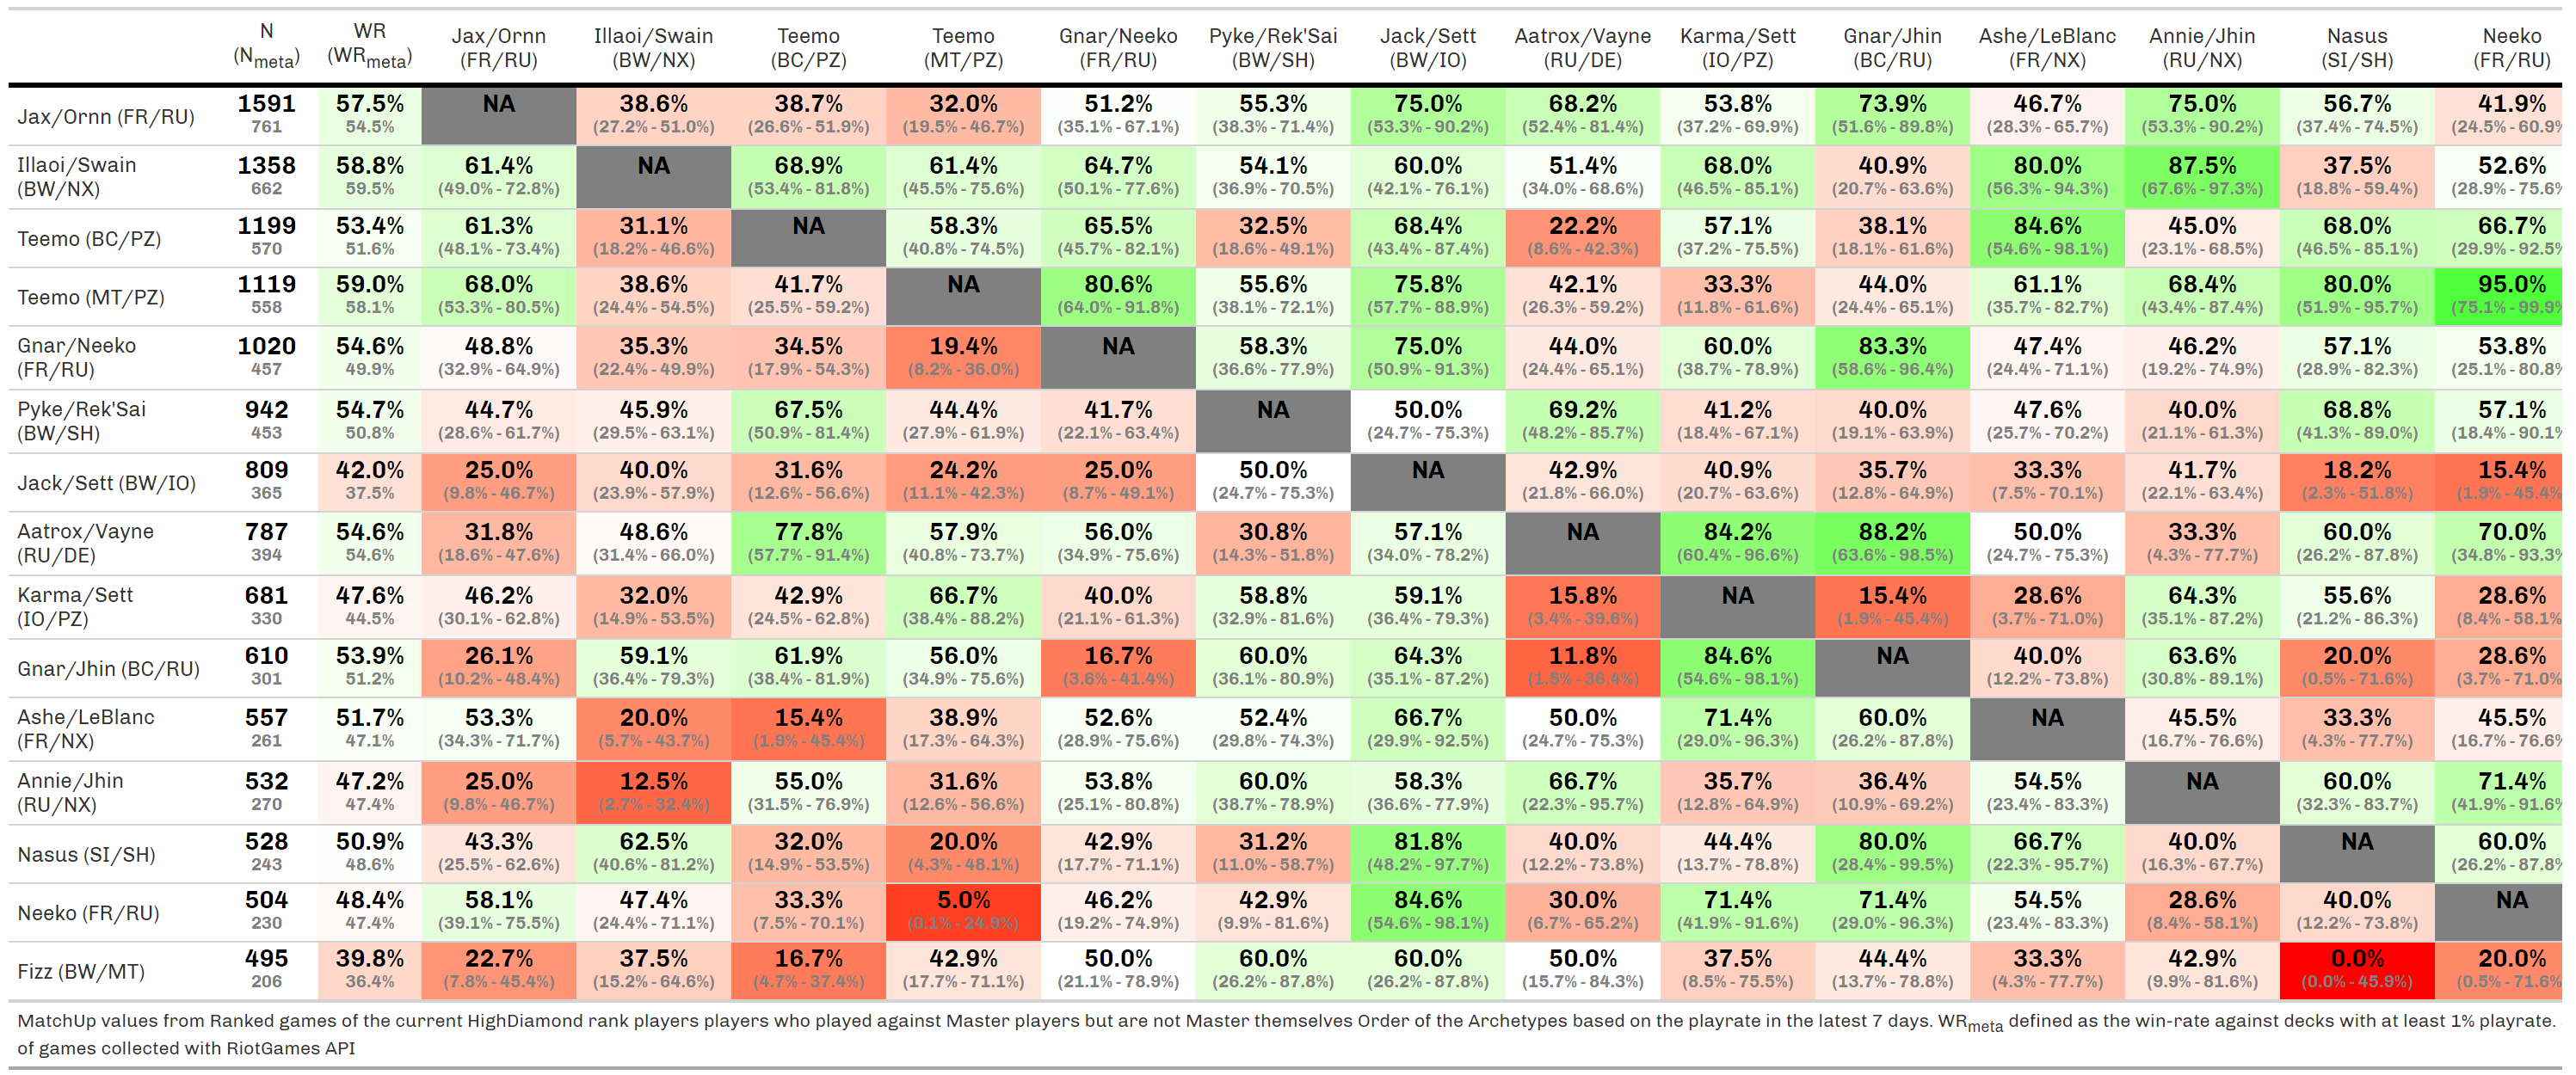 N WR Jax/Ornn Illaoi/Swain Teemo Teemo Gnar/Neeko Pyke/Rek'Sai Jack/Sett Aatrox/Vayne Karma/Sett Gnar/Jhin Ashe/LeBlanc Annie/Jhin Nasus Neeko
(Nmeta) (WRmeta) (FR/RU) (BW/NX) (BC/PZ) (MT/PZ) (FR/RU) (BW/SH) (BW/IO) (RU/DE) (IO/PZ) (BC/RU) (FR/NX) (RU/NX) (SI/SH) (FR/RU)
Jax/Ornn (FR/RU) 1591 57.5% NA 38.6% 38.7% 32.0% 51.2% 55.3% 75.0% 68.2% 53.8% 73.9% 46.7% 75.0% 56.7% 41.9%
761 54.5% (27.2% - 51.0%) (26.6% - 51.9%) (19.5% - 46.7%) (35.1% - 67.1%) (38.3% - 71.4%) (53.3% - 90.2%) (52.4% - 81.4%) (37.2% - 69.9%) (51.6% - 89.8%) (28.3% - 65.7%) (53.3% - 90.2%) (37.4% - 74.5%) (24.5% - 60.9%
Illaoi/Swain 1358 58.8% 61.4% NA 68.9% 61.4% 64.7% 54.1% 60.0% 51.4% 68.0% 40.9% 80.0% 87.5% 37.5% 52.6%
(BW/NX) 662 59.5% (49.0% - 72.8%) (53.4% - 81.8%) (45.5% - 75.6%) (50.1% - 77.6%) (36.9% - 70.5%) (42.1% - 76.1%) (34.0% - 68.6%) (46.5% - 85.1%) (20.7% - 63.6%) (56.3% - 94.3%) (67.6% - 97.3%) (18.8% - 59.4%) (28.9% - 75.6%
Teemo (BC/PZ) 1199 53.4% 61.3% 31.1% NA 58.3% 65.5% 32.5% 68.4% 22.2% 57.1% 38.1% 84.6% 45.0% 68.0% 66.7%
570 51.6% (48.1% - 73.4%) (18.2% - 46.6%) (40.8% - 74.5%) (45.7% - 82.1%) (18.6% - 49.1%) (43.4% - 87.4%) (8.6% - 42.3%) (37.2% - 75.5%) (18.1% - 61.6%) (54.6% - 98.1%) (23.1% - 68.5%) (46.5% - 85.1%) (29.9% - 92.5%
Teemo (MT/PZ) 1119 59.0% 68.0% 38.6% 41.7% NA 80.6% 55.6% 75.8% 42.1% 33.3% 44.0% 61.1% 68.4% 80.0% 95.0%
558 58.1% (53.3% - 80.5%) (24.4% - 54.5%) (25.5% - 59.2%) (64.0% - 91.8%) (38.1% - 72.1%) (57.7% - 88.9%) (26.3% - 59.2%) (11.8% - 61.6%) (24.4% - 65.1%) (35.7% - 82.7%) (43.4% - 87.4%) (51.9% - 95.7%) (75.1% - 99.9%
Gnar/Neeko 1020 54.6% 48.8% 35.3% 34.5% 19.4% NA 58.3% 75.0% 44.0% 60.0% 83.3% 47.4% 46.2% 57.1% 53.8%
(FR/RU) 457 49.9% (32.9% - 64.9%) (22.4% - 49.9%) (17.9% - 54.3%) (8.2% - 36.0%) (36.6% - 77.9%) (50.9% - 91.3%) (24.4% - 65.1%) (38.7% - 78.9%) (58.6% - 96.4%) (24.4% - 71.1%) (19.2% - 74.9%) (28.9% - 82.3%) (25.1% - 80.8%
Pyke/Rek'Sai 942 54.7% 44.7% 45.9% 67.5% 44.4% 41.7% NA 50.0% 69.2% 41.2% 40.0% 47.6% 40.0% 68.8% 57.1%
(BW/SH) 453 50.8% (28.6% - 61.7%) (29.5% - 63.1%) (50.9% - 81.4%) (27.9% - 61.9%) (22.1% - 63.4%) (24.7% - 75.3%) (48.2% - 85.7%) (18.4% - 67.1%) (19.1% - 63.9%) (25.7% - 70.2%) (21.1% - 61.3%) (41.3% - 89.0%) (18.4% - 90.1%
Jack/Sett (BW/IO) 809 42.0% 25.0% 40.0% 31.6% 24.2% 25.0% 50.0% NA 42.9% 40.9% 35.7% 33.3% 41.7% 18.2% 15.4%
365 37.5% (9.8% - 46.7%) (23.9% - 57.9%) (12.6% - 56.6%) (11.1% - 42.3%) (8.7% - 49.1%) (24.7% - 75.3%) (21.8% - 66.0%) (20.7% - 63.6%) (12.8% - 64.9%) (7.5% - 70.1%) (22.1% - 63.4%) (2.3% - 51.8%) (1.9% - 45.4%
Aatrox/Vayne 787 54.6% 31.8% 48.6% 77.8% 57.9% 56.0% 30.8% 57.1% NA 84.2% 88.2% 50.0% 33.3% 60.0% 70.0%
(RU/DE) 394 54.6% (18.6% - 47.6%) (31.4% - 66.0%) (57.7% - 91.4%) (40.8% - 73.7%) (34.9% - 75.6%) (14.3% - 51.8%) (34.0% - 78.2%) (60.4% - 96.6%) (63.6% - 98.5%) (24.7% - 75.3%) (4.3% - 77.7%) (26.2% - 87.8%) (34.8% - 93.3%
Karma/Sett 681 47.6% 46.2% 32.0% 42.9% 66.7% 40.0% 58.8% 59.1% 15.8% NA 15.4% 28.6% 64.3% 55.6% 28.6%
(IO/PZ) 330 44.5% (30.1% - 62.8%) (14.9% - 53.5%) (24.5% - 62.8%) (38.4% - 88.2%) (21.1% - 61.3%) (32.9% - 81.6%) (36.4% - 79.3%) (3.4% - 39.6%) (1.9% - 45.4%) (3.7% - 71.0%) (35.1% - 87.2%) (21.2% - 86.3%) (8.4% - 58.1%
Gnar/Jhin (BC/RU) 610 53.9% 26.1% 59.1% 61.9% 56.0% 16.7% 60.0% 64.3% 11.8% 84.6% NA 40.0% 63.6% 20.0% 28.6%
301 51.2% (10.2% - 48.4%) (36.4% - 79.3%) (38.4% - 81.9%) (34.9% - 75.6%) (3.6% - 41.4%) (36.1% - 80.9%) (35.1% - 87.2%) (1.5% - 36.4%) (54.6% - 98.1%) (12.2% - 73.8%) (30.8% - 89.1%) (0.5% - 71.6%) (3.7% - 71.0%
Ashe/LeBlanc 557 51.7% 53.3% 20.0% 15.4% 38.9% 52.6% 52.4% 66.7% 50.0% 71.4% 60.0% NA 45.5% 33.3% 45.5%
(FR/NX) 261 47.1% (34.3% - 71.7%) (5.7% - 43.7%) (1.9% - 45.4%) (17.3% - 64.3%) (28.9% - 75.6%) (29.8% - 74.3%) (29.9% - 92.5%) (24.7% - 75.3%) (29.0% - 96.3%) (26.2% - 87.8%) (16.7% - 76.6%) (4.3% - 77.7%) (16.7% - 76.6%
Annie/Jhin 532 47.2% 25.0% 12.5% 55.0% 31.6% 53.8% 60.0% 58.3% 66.7% 35.7% 36.4% 54.5% NA 60.0% 71.4%
(RU/NX) 270 47.4% (9.8% - 46.7%) (2.7% - 32.4%) (31.5% - 76.9%) (12.6% - 56.6%) (25.1% - 80.8%) (38.7% - 78.9%) (36.6% - 77.9%) (22.3% - 95.7%) (12.8% - 64.9%) (10.9% - 69.2%) (23.4% - 83.3%) (32.3% - 83.7%) (41.9% - 91.6%
Nasus (SI/SH) 528 50.9% 43.3% 62.5% 32.0% 20.0% 42.9% 31.2% 81.8% 40.0% 44.4% 80.0% 66.7% 40.0% NA 60.0%
243 48.6% (25.5% - 62.6%) (40.6% - 81.2%) (14.9% - 53.5%) (4.3% - 48.1%) (17.7% - 71.1%) (11.0% - 58.7%) (48.2% - 97.7%) (12.2% - 73.8%) (13.7% - 78.8%) (28.4% - 99.5%) (22.3% - 95.7%) (16.3% - 67.7%) (26.2% - 87.8%
Neeko (FR/RU) 504 48.4% 58.1% 47.4% 33.3% 5.0% 46.2% 42.9% 84.6% 30.0% 71.4% 71.4% 54.5% 28.6% 40.0% NA
230 47.4% (39.1% - 75.5%) (24.4% - 71.1%) (7.5% - 70.1%) (0.1% - 24.9%) (19.2% - 74.9%) (9.9% - 81.6%) (54.6% - 98.1%) (6.7% - 65.2%) (41.9% - 91.6%) (29.0% - 96.3%) (23.4% - 83.3%) (8.4% - 58.1%) (12.2% - 73.8%)
Fizz (BW/MT) 495 39.8% 22.7% 37.5% 16.7% 42.9% 50.0% 60.0% 60.0% 50.0% 37.5% 44.4% 33.3% 42.9% 0.0% 20.0%
206 36.4% (7.8% - 45.4%) (15.2% - 64.6%) (4.7% - 37.4%) (17.7% - 71.1%) (21.1% - 78.9%) (26.2% - 87.8%) (26.2% - 87.8%) (15.7% - 84.3%) (8.5% - 75.5%) (13.7% - 78.8%) (4.3% - 77.7%) (9.9% - 81.6%) (0.0% - 45.9%) (0.5% - 71.6%
MatchUp values from Ranked games of the current HighDiamond rank players players who played against Master players but are not Master themselves Order of the Archetypes based on the playrate in the latest 7 days. WRmeta defined as the win-rate against decks with at least 1% playrate.
of games collected with RiotGames API